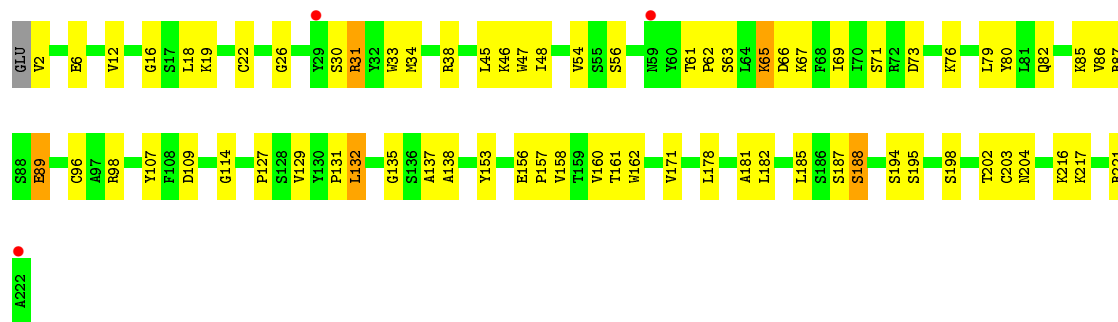 GLU V2 E6 V12 G16 S17 L18 K19 C22 G26 Y29 S30 R31 Y32 W33 M34 R38 L45 K46 W47 I48 V54 S55 S56 N59 Y60 T61 P62 S63 L64 K65 D66 K67 F68 I69 I70 S71 R72 D73 K76 L79 Y80 L81 Q82 K85 V86 R87
S88 E89 C96 A97 R98 Y107 F108 D109 G114 P127 S128 V129 Y130 P131 L132 G135 S136 A137 A138 Y153 E156 P157 V158 T159 V160 T161 W162 V171 L178 A181 L182 L185 S186 S187 S188 S194 S195 S198 T202 C203 N204 K216 K217 R221
A222